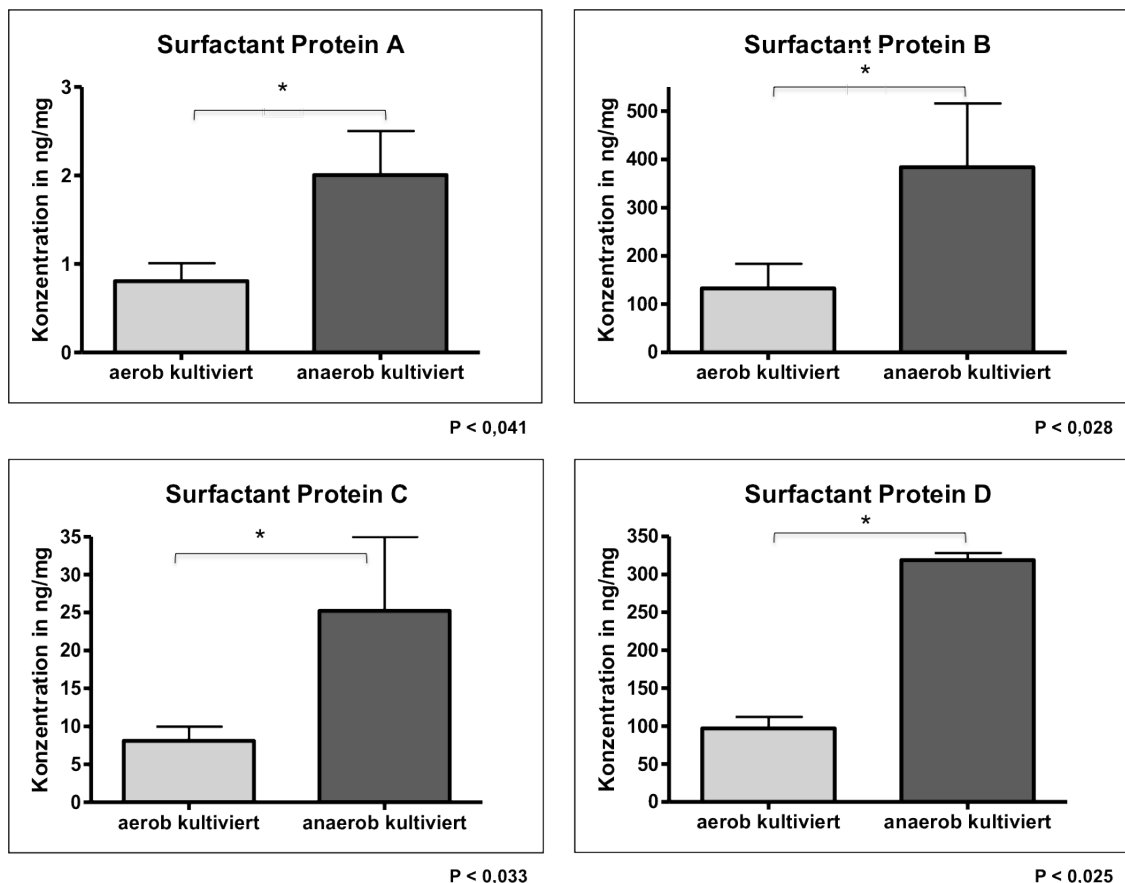 Surfactant Protein A
*
Konzentration in ng/mg
3
2
1
0
aerob kultiviert
anaerob kultiviert
P < 0,041
Surfactant Protein B
*
Konzentration in ng/mg
500
400
300
200
100
0
aerob kultiviert
anaerob kultiviert
P < 0,028
Surfactant Protein C
*
Konzentration in ng/mg
35
30
25
20
15
10
5
0
aerob kultiviert
anaerob kultiviert
P < 0,033
Surfactant Protein D
*
Konzentration in ng/mg
350
300
250
200
150
100
50
0
aerob kultiviert
anaerob kultiviert
P < 0,025